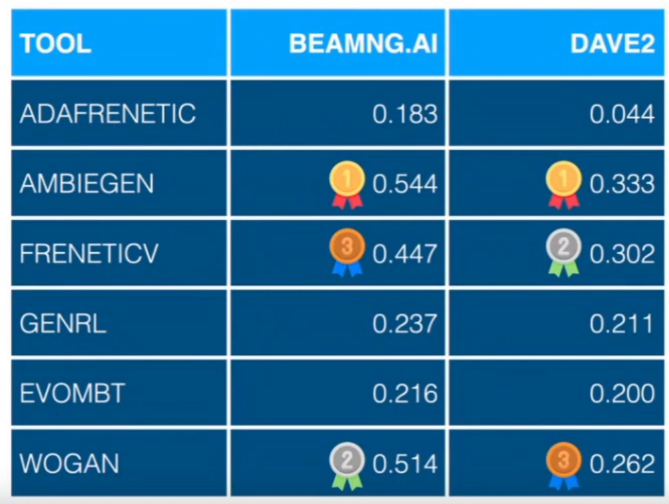 TOOL BEAMNG.AI DAVE2
ADAFRENETIC 0.183 0.044
AMBIEGEN 1 0.544 1 0.333
FRENETICV 3 0.447 2 0.302
GENRL 0.237 0.211
EVOMBT 0.216 0.200
WOGAN 2 0.514 3 0.262